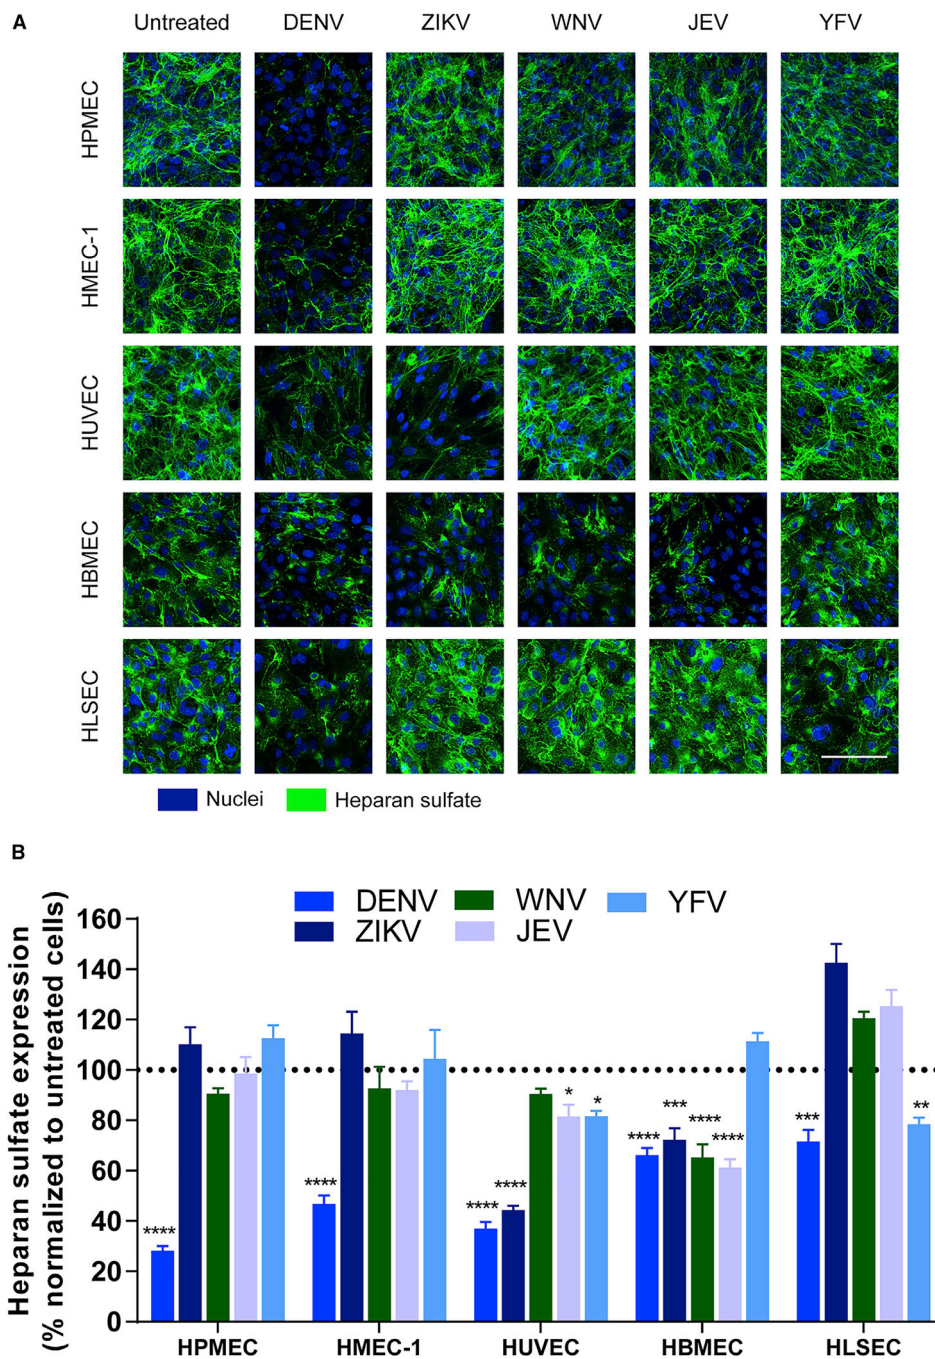 A
Untreated DENV ZIKV WNV JEV YFV
HPMEC
HMEC-1
HUVEC
HBMEC
HLSEC
Nuclei Heparan sulfate
B
DENV WNV YFV
ZIKV JEV
Heparan sulfate expression
(% normalized to untreated cells)
160
140
120
100
80
60
40
20
0
**** **** **** **** * * **** *** **** **** *** **
HPMEC HMEC-1 HUVEC HBMEC HLSEC